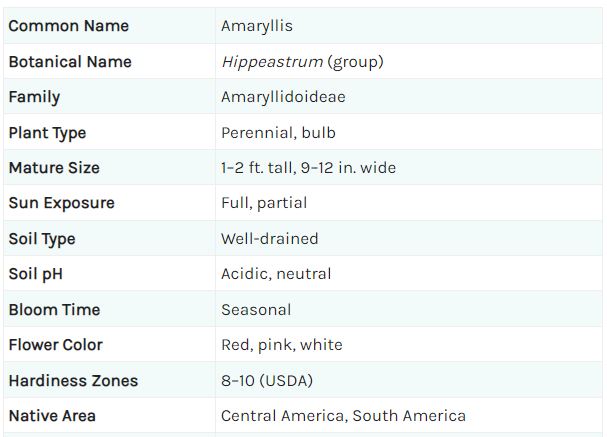 Common Name Amaryllis
Botanical Name Hippeastrum (group)
Family Amaryllidoideae
Plant Type Perennial, bulb
Mature Size 1–2 ft. tall, 9–12 in. wide
Sun Exposure Full, partial
Soil Type Well-drained
Soil pH Acidic, neutral
Bloom Time Seasonal
Flower Color Red, pink, white
Hardiness Zones 8–10 (USDA)
Native Area Central America, South America